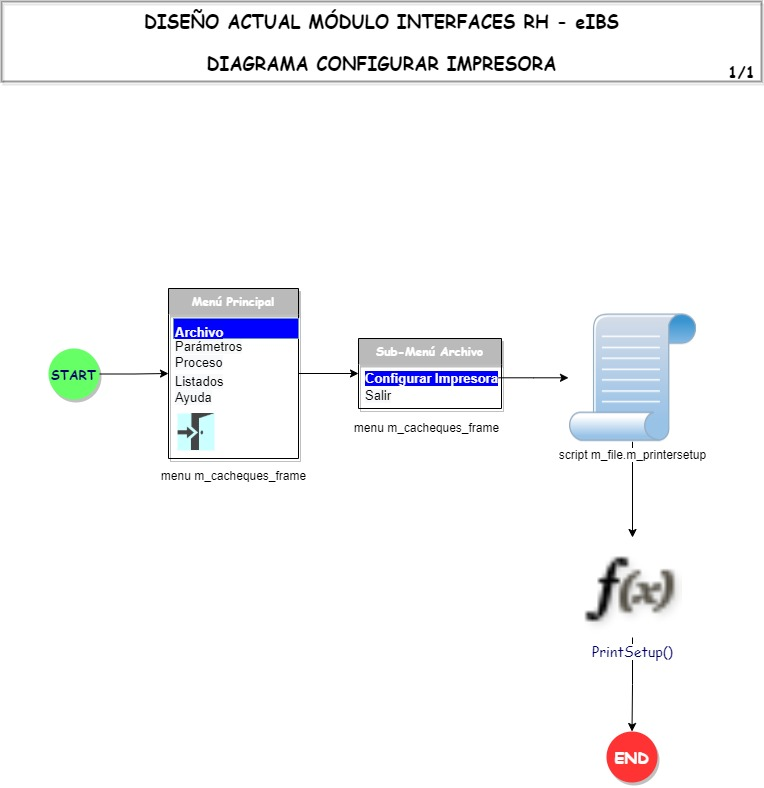 DISEÑO ACTUAL MÓDULO INTERFACES RH - eIBS
DIAGRAMA CONFIGURAR IMPRESORA
1/1
START
Menú Principal
Archivo
Parámetros
Proceso
Listados
Ayuda
menu m_cacheques_frame
Sub-Menú Archivo
Configurar Impresora
Salir
menu m_cacheques_frame
script m_file.m_printersetup
f(x)
PrintSetup()
END